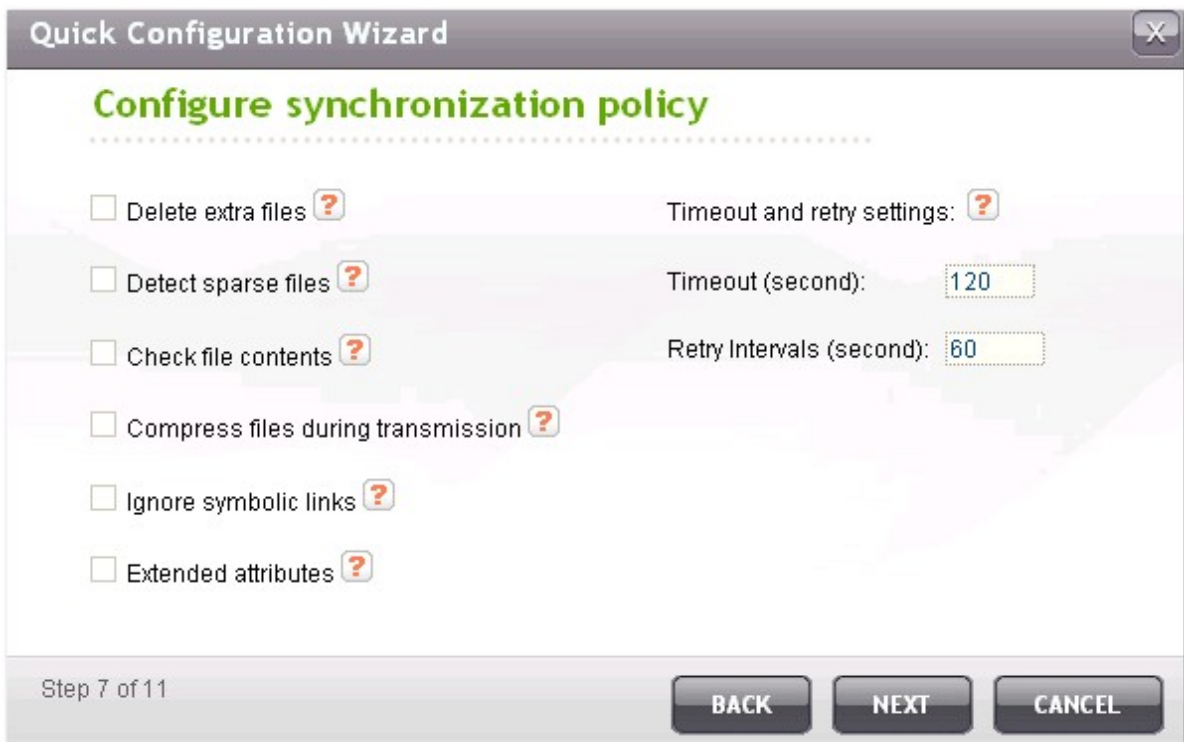 Quick Configuration Wizard X
Configure synchronization policy
Delete extra files ?
Timeout and retry settings: ?
Detect sparse files ?
Timeout (second): 120
Check file contents ?
Retry Intervals (second): 60
Compress files during transmission ?
Ignore symbolic links ?
Extended attributes ?
Step 7 of 11
BACK NEXT CANCEL